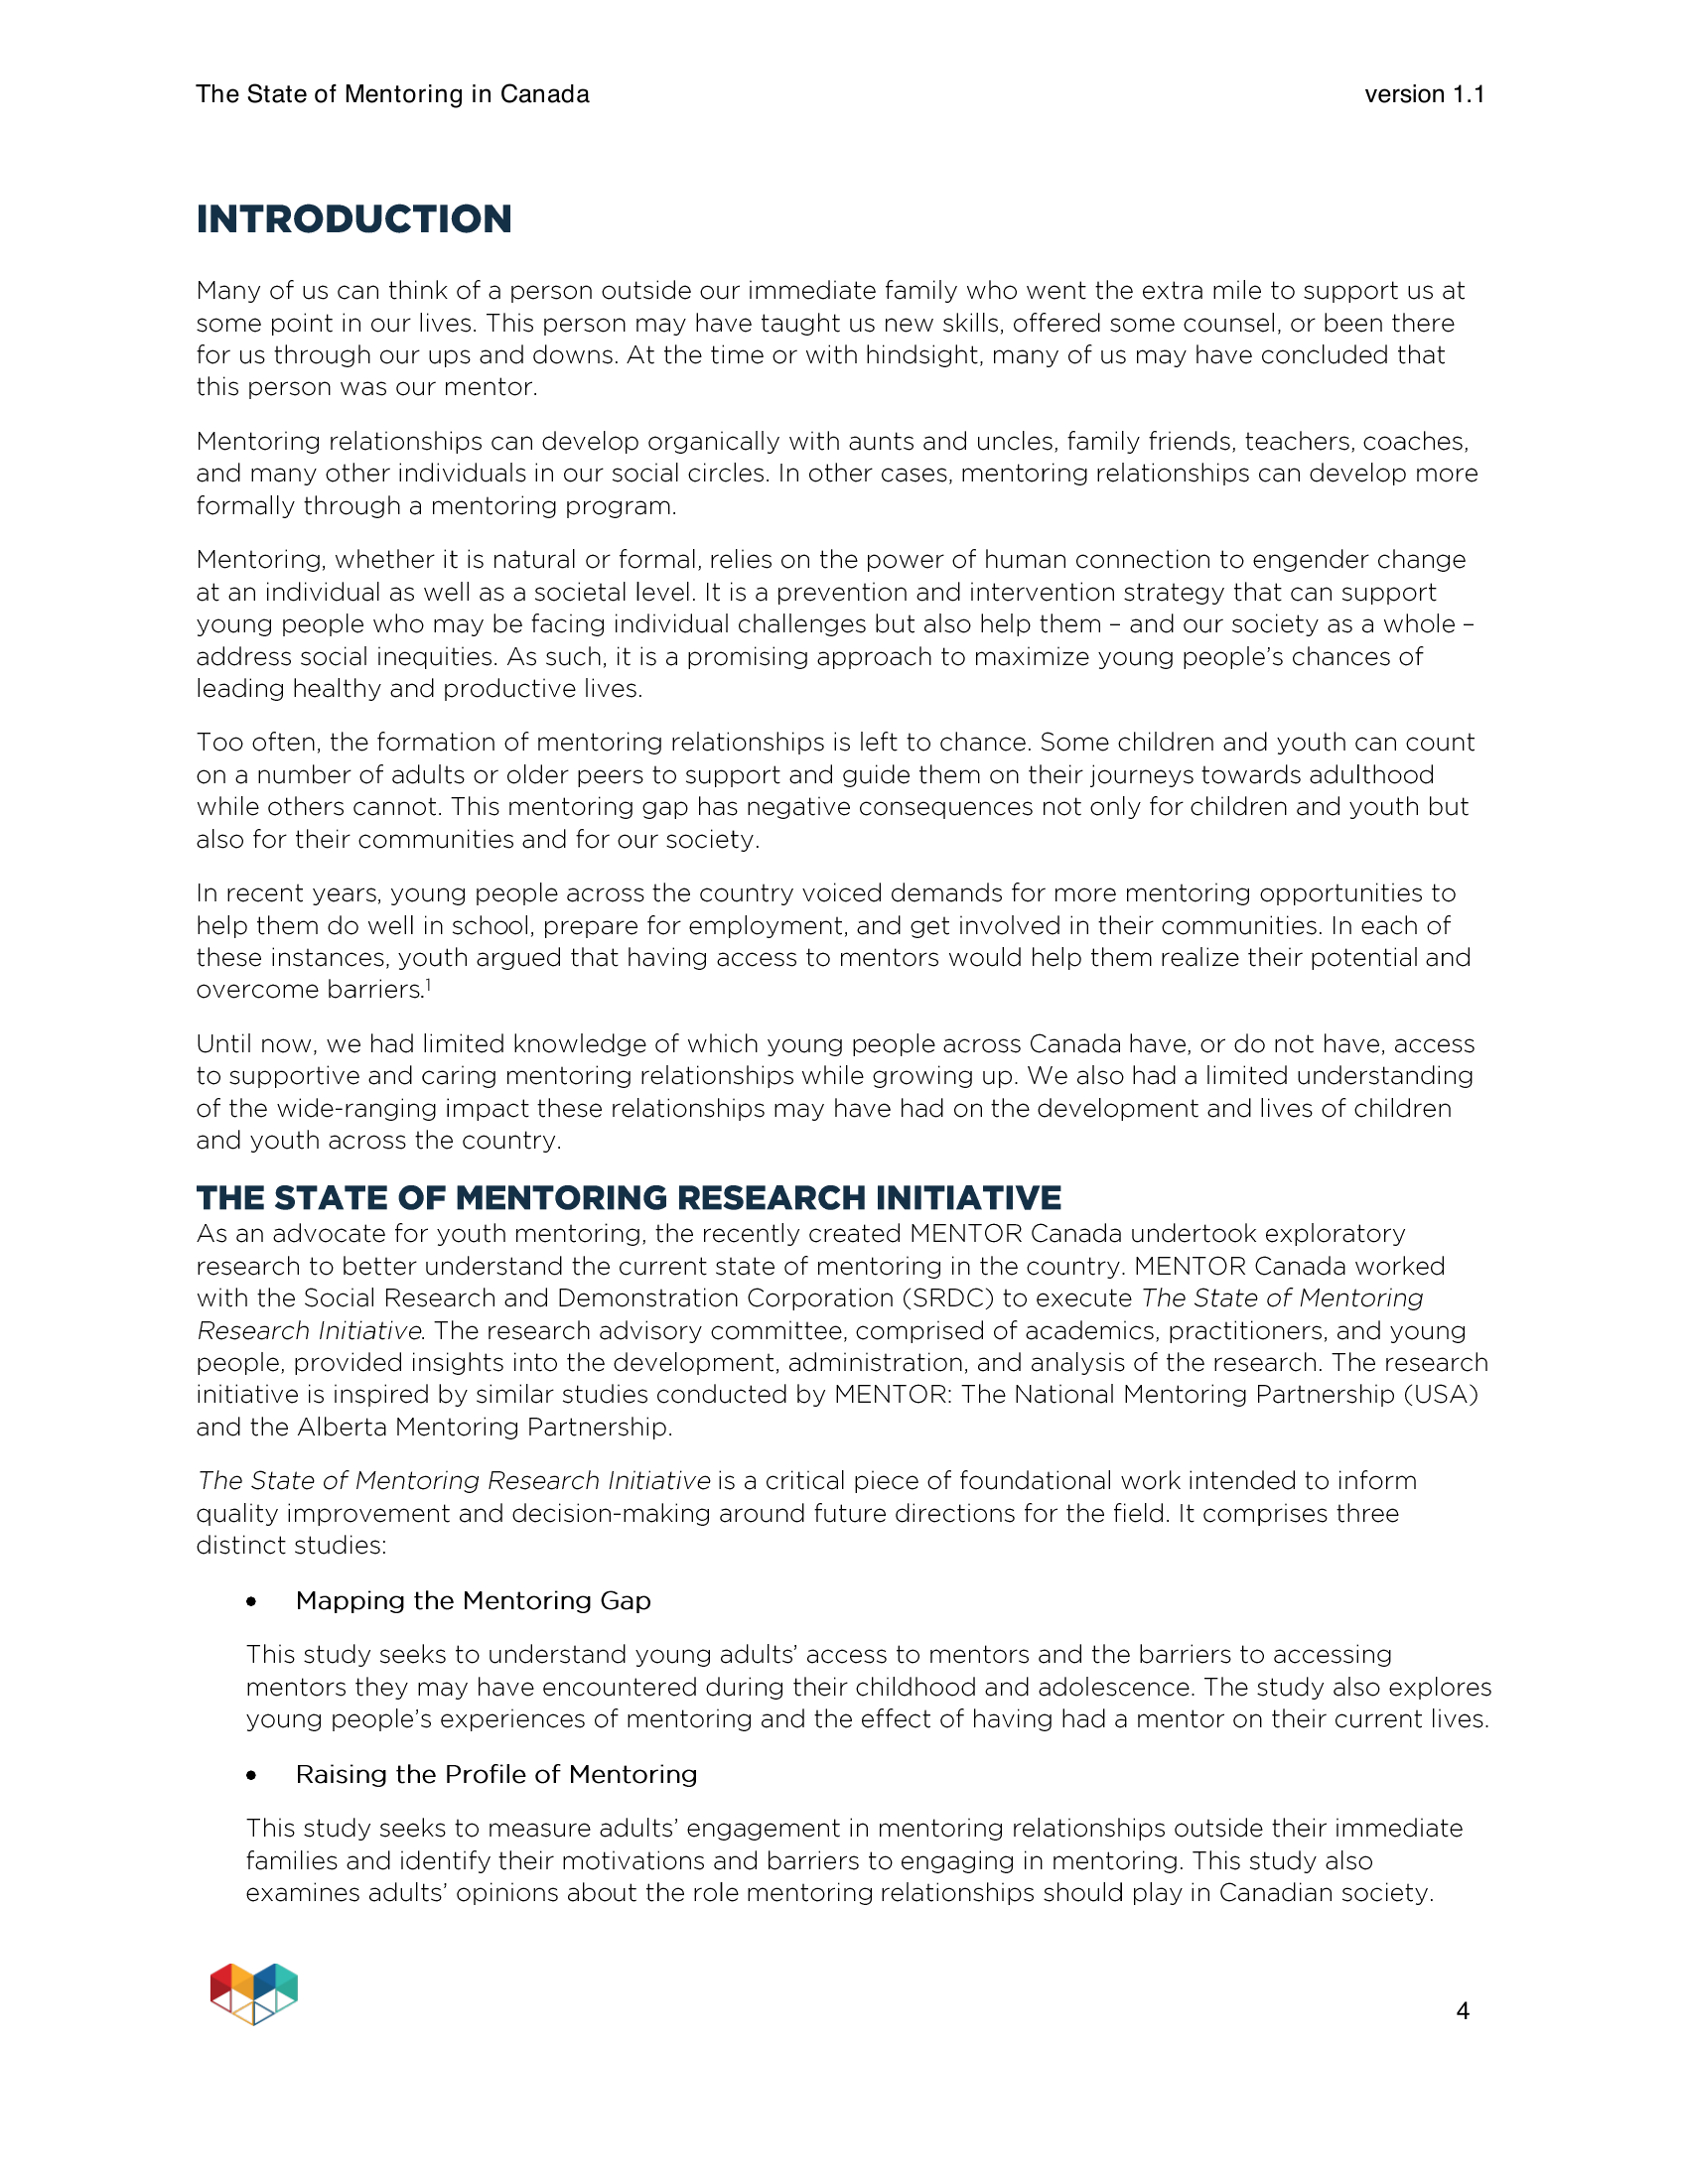 The State of Mentoring in Canada version 1.1
INTRODUCTION
Many of us can think of a person outside our immediate family who went the extra mile to support us at
some point in our lives. This person may have taught us new skills, offered some counsel, or been there
for us through our ups and downs. At the time or with hindsight, many of us may have concluded that
this person was our mentor.
Mentoring relationships can develop organically with aunts and uncles, family friends, teachers, coaches,
and many other individuals in our social circles. In other cases, mentoring relationships can develop more
formally through a mentoring program.
Mentoring, whether it is natural or formal, relies on the power of human connection to engender change
at an individual as well as a societal level. It is a prevention and intervention strategy that can support
young people who may be facing individual challenges but also help them – and our society as a whole –
address social inequities. As such, it is a promising approach to maximize young people’s chances of
leading healthy and productive lives.
Too often, the formation of mentoring relationships is left to chance. Some children and youth can count
on a number of adults or older peers to support and guide them on their journeys towards adulthood
while others cannot. This mentoring gap has negative consequences not only for children and youth but
also for their communities and for our society.
In recent years, young people across the country voiced demands for more mentoring opportunities to
help them do well in school, prepare for employment, and get involved in their communities. In each of
these instances, youth argued that having access to mentors would help them realize their potential and
overcome barriers.1
Until now, we had limited knowledge of which young people across Canada have, or do not have, access
to supportive and caring mentoring relationships while growing up. We also had a limited understanding
of the wide-ranging impact these relationships may have had on the development and lives of children
and youth across the country.
THE STATE OF MENTORING RESEARCH INITIATIVE
As an advocate for youth mentoring, the recently created MENTOR Canada undertook exploratory
research to better understand the current state of mentoring in the country. MENTOR Canada worked
with the Social Research and Demonstration Corporation (SRDC) to execute The State of Mentoring
Research Initiative. The research advisory committee, comprised of academics, practitioners, and young
people, provided insights into the development, administration, and analysis of the research. The research
initiative is inspired by similar studies conducted by MENTOR: The National Mentoring Partnership (USA)
and the Alberta Mentoring Partnership.
The State of Mentoring Research Initiative is a critical piece of foundational work intended to inform
quality improvement and decision-making around future directions for the field. It comprises three
distinct studies:
• Mapping the Mentoring Gap
This study seeks to understand young adults’ access to mentors and the barriers to accessing
mentors they may have encountered during their childhood and adolescence. The study also explores
young people’s experiences of mentoring and the effect of having had a mentor on their current lives.
• Raising the Profile of Mentoring
This study seeks to measure adults’ engagement in mentoring relationships outside their immediate
families and identify their motivations and barriers to engaging in mentoring. This study also
examines adults’ opinions about the role mentoring relationships should play in Canadian society.
4